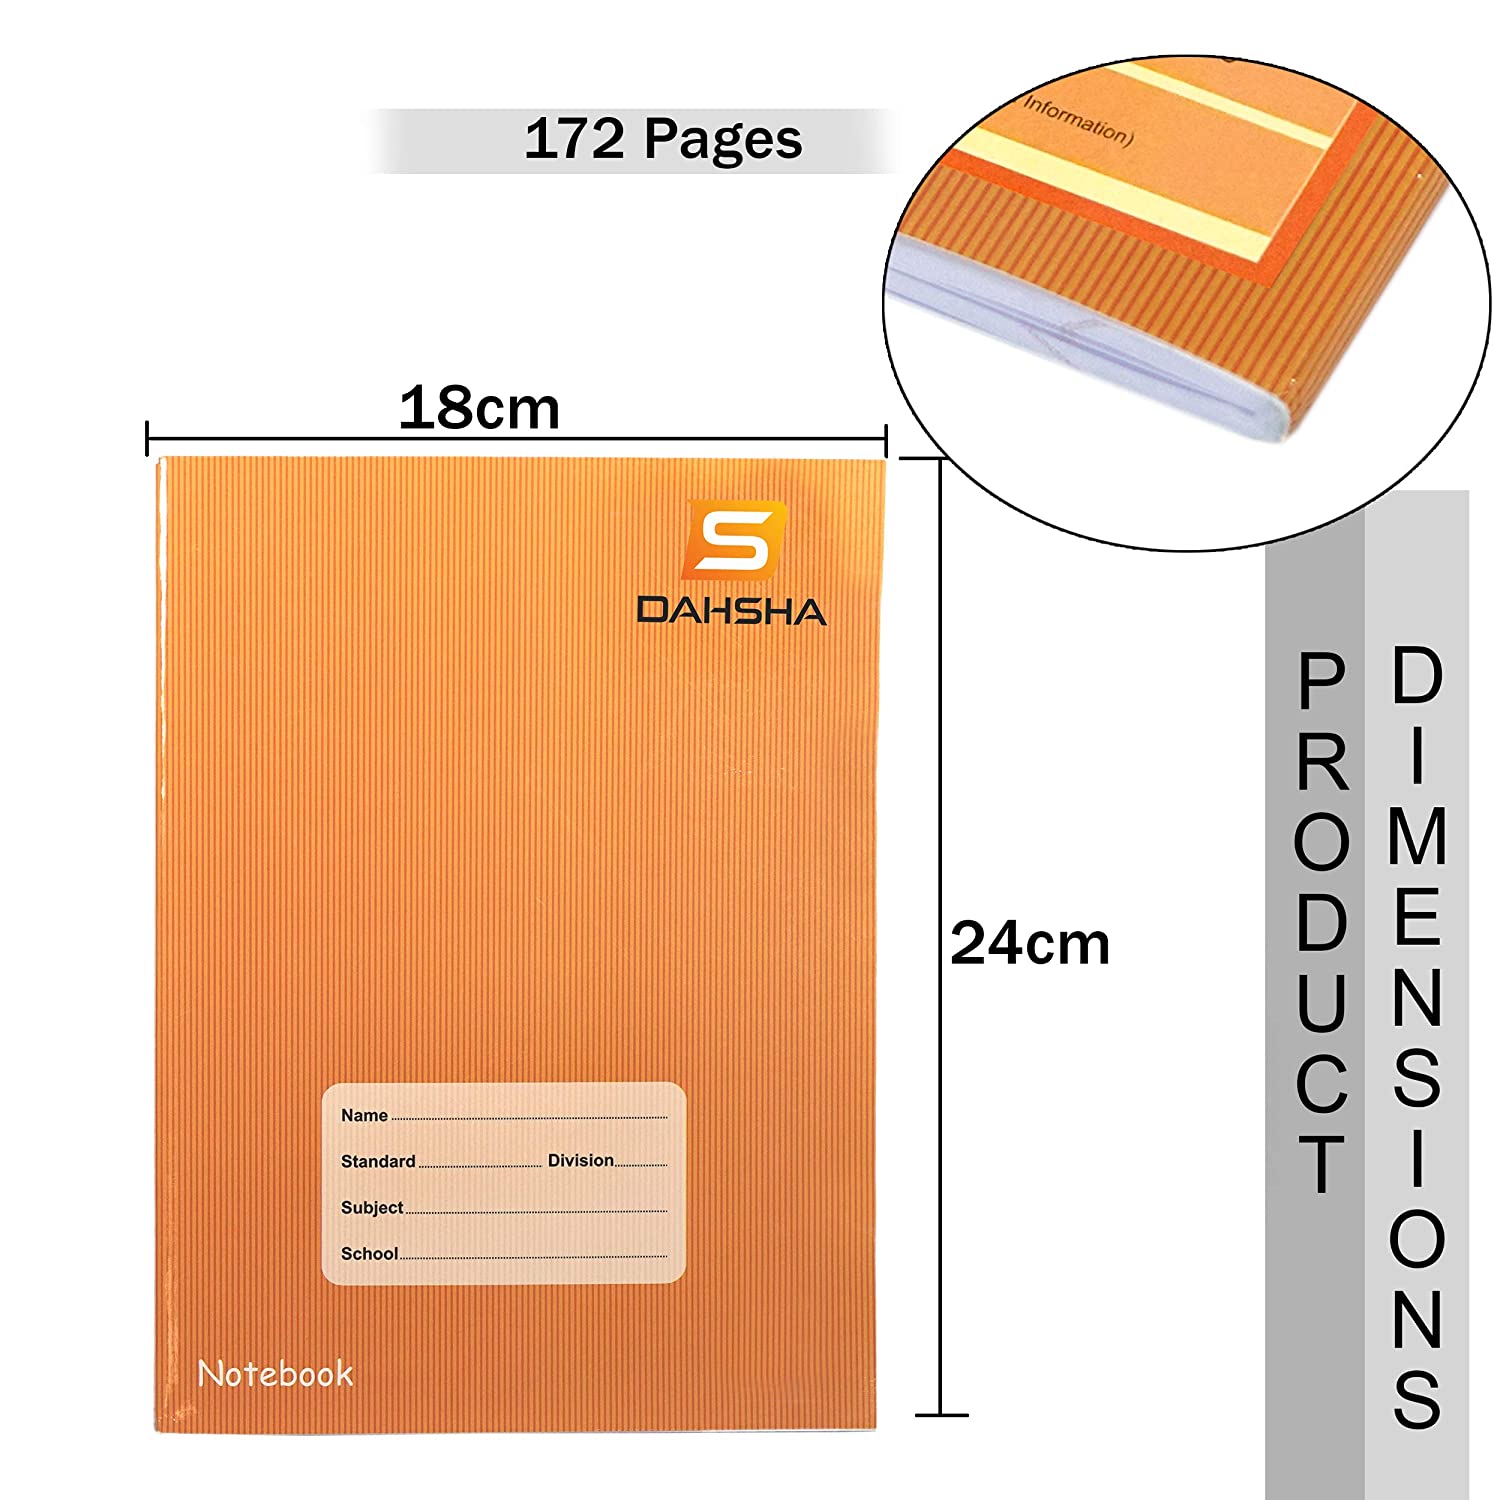 172 Pages
Information)
18cm
S
DAHSHA
24cm
PRODUCT
DIMENSIONS
Name
Standard Division
Subject
School
Notebook